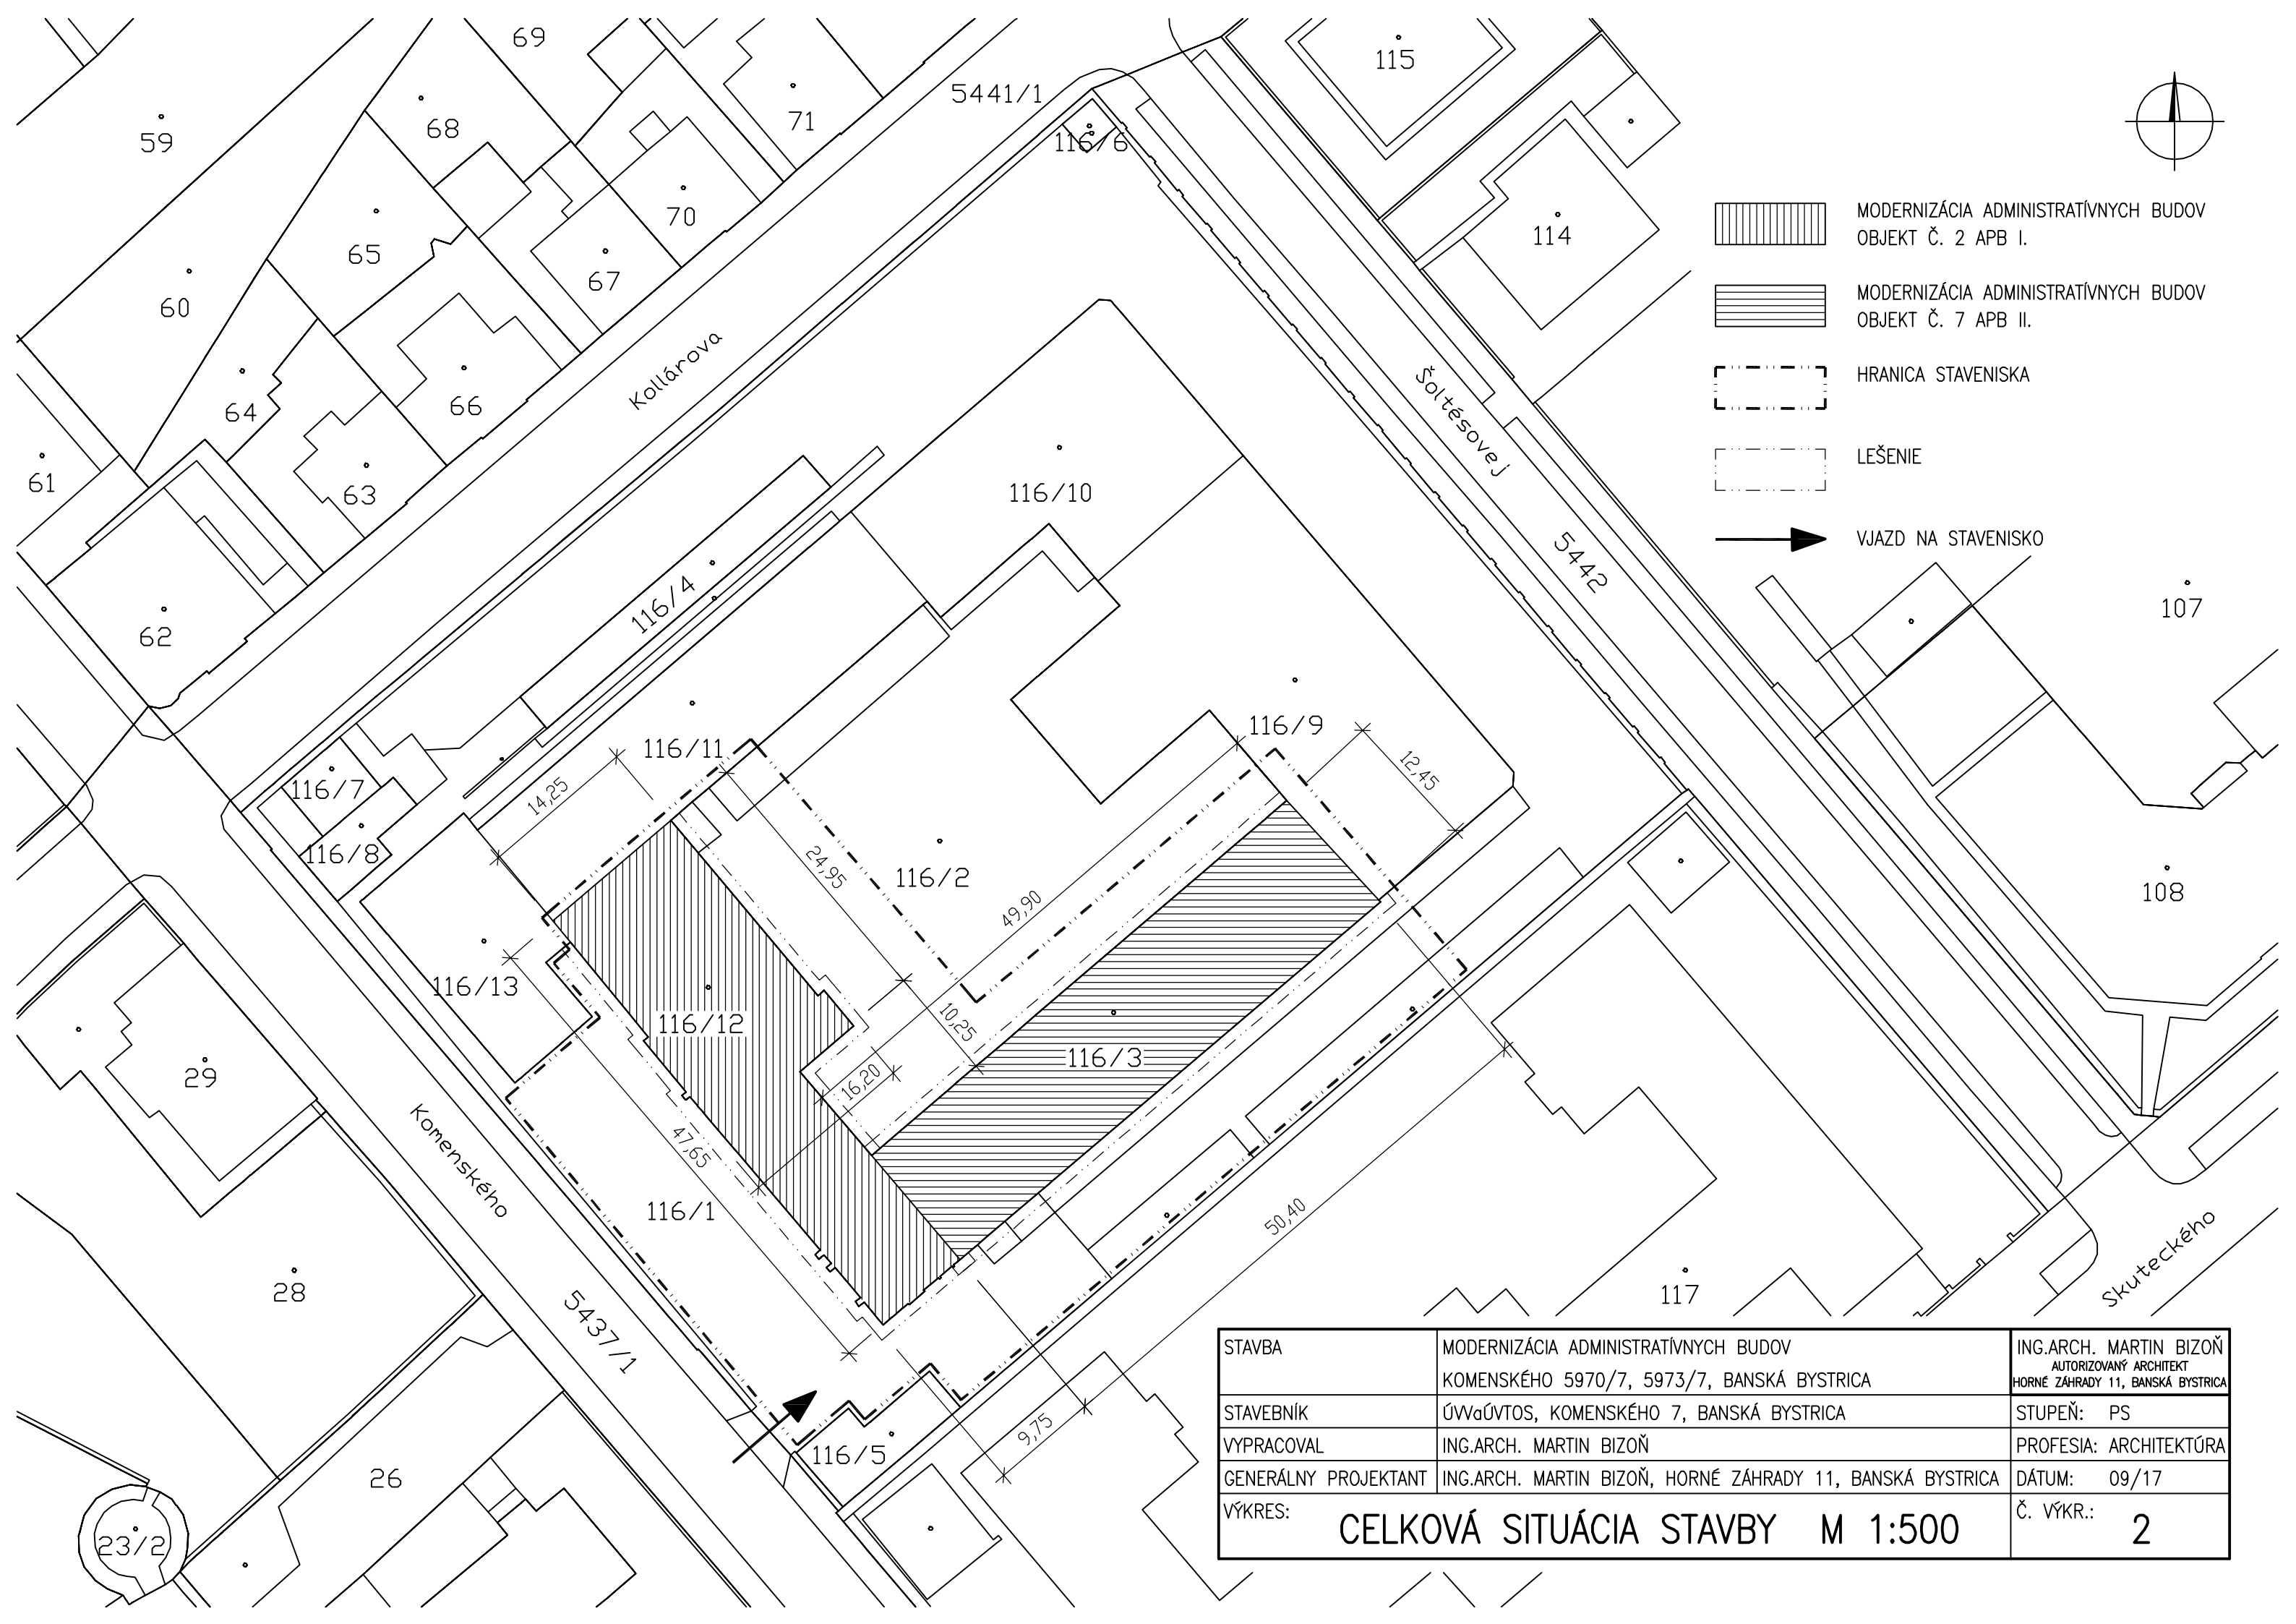 69
59
68
71
5441/1
116/6
115
114
65
70
67
60
64
66
Kollárova
61
63
62
116/4
116/10
Šoltésovej
5442
MODERNIZÁCIA ADMINISTRATÍVNYCH BUDOV
OBJEKT Č. 2 APB I.
MODERNIZÁCIA ADMINISTRATÍVNYCH BUDOV
OBJEKT Č. 7 APB II.
HRANICA STAVENISKA
LEŠENIE
VJAZD NA STAVENISKO
107
108
116/11
116/9
12,45
14,25
116/7
116/8
24,95
116/2
49,90
116/13
116/12
10,25
116/3
29
16,20
47,65
Komenského
116/1
50,40
28
5437/1
117
Skuteckého
9,75
116/5
26
23/2
STAVBA
MODERNIZÁCIA ADMINISTRATÍVNYCH BUDOV
KOMENSKÉHO 5970/7, 5973/7, BANSKÁ BYSTRICA
ING.ARCH. MARTIN BIZOŇ
AUTORIZOVANÝ ARCHITEKT
HORNÉ ZÁHRADY 11, BANSKÁ BYSTRICA
STAVEBNÍK
ÚVVaÚVTOS, KOMENSKÉHO 7, BANSKÁ BYSTRICA
STUPEŇ: PS
VYPRACOVAL
ING.ARCH. MARTIN BIZOŇ
PROFESIA: ARCHITEKTÚRA
GENERÁLNY PROJEKTANT
ING.ARCH. MARTIN BIZOŇ, HORNÉ ZÁHRADY 11, BANSKÁ BYSTRICA
DÁTUM: 09/17
VÝKRES:
CELKOVÁ SITUÁCIA STAVBY M 1:500
Č. VÝKR.:
2